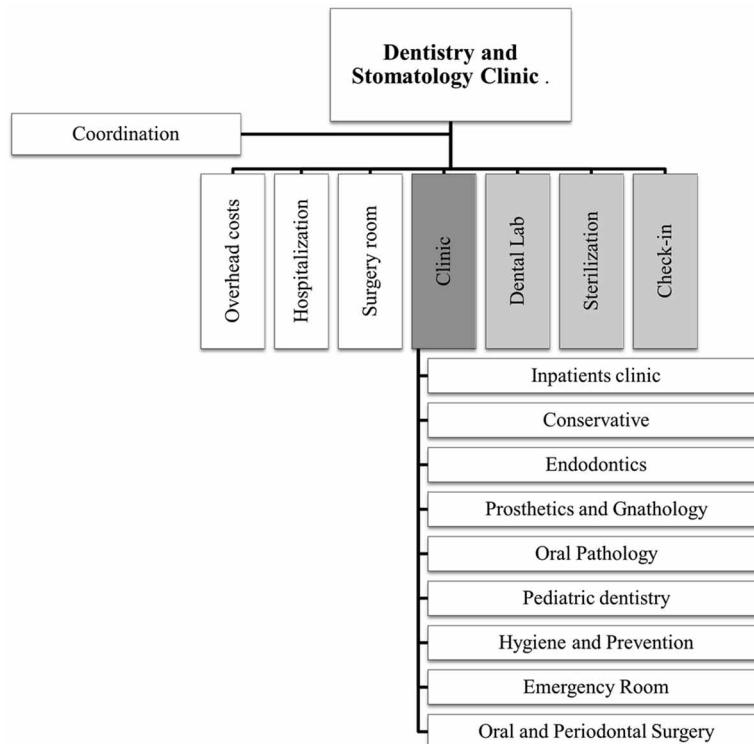 Dentistry and
Stomatology Clinic .
Coordination
Overhead costs
Hospitalization
Surgery room
Clinic
Dental Lab
Sterilization
Check-in
Inpatients clinic
Conservative
Endodontics
Prosthetics and Gnathology
Oral Pathology
Pediatric dentistry
Hygiene and Prevention
Emergency Room
Oral and Periodontal Surgery